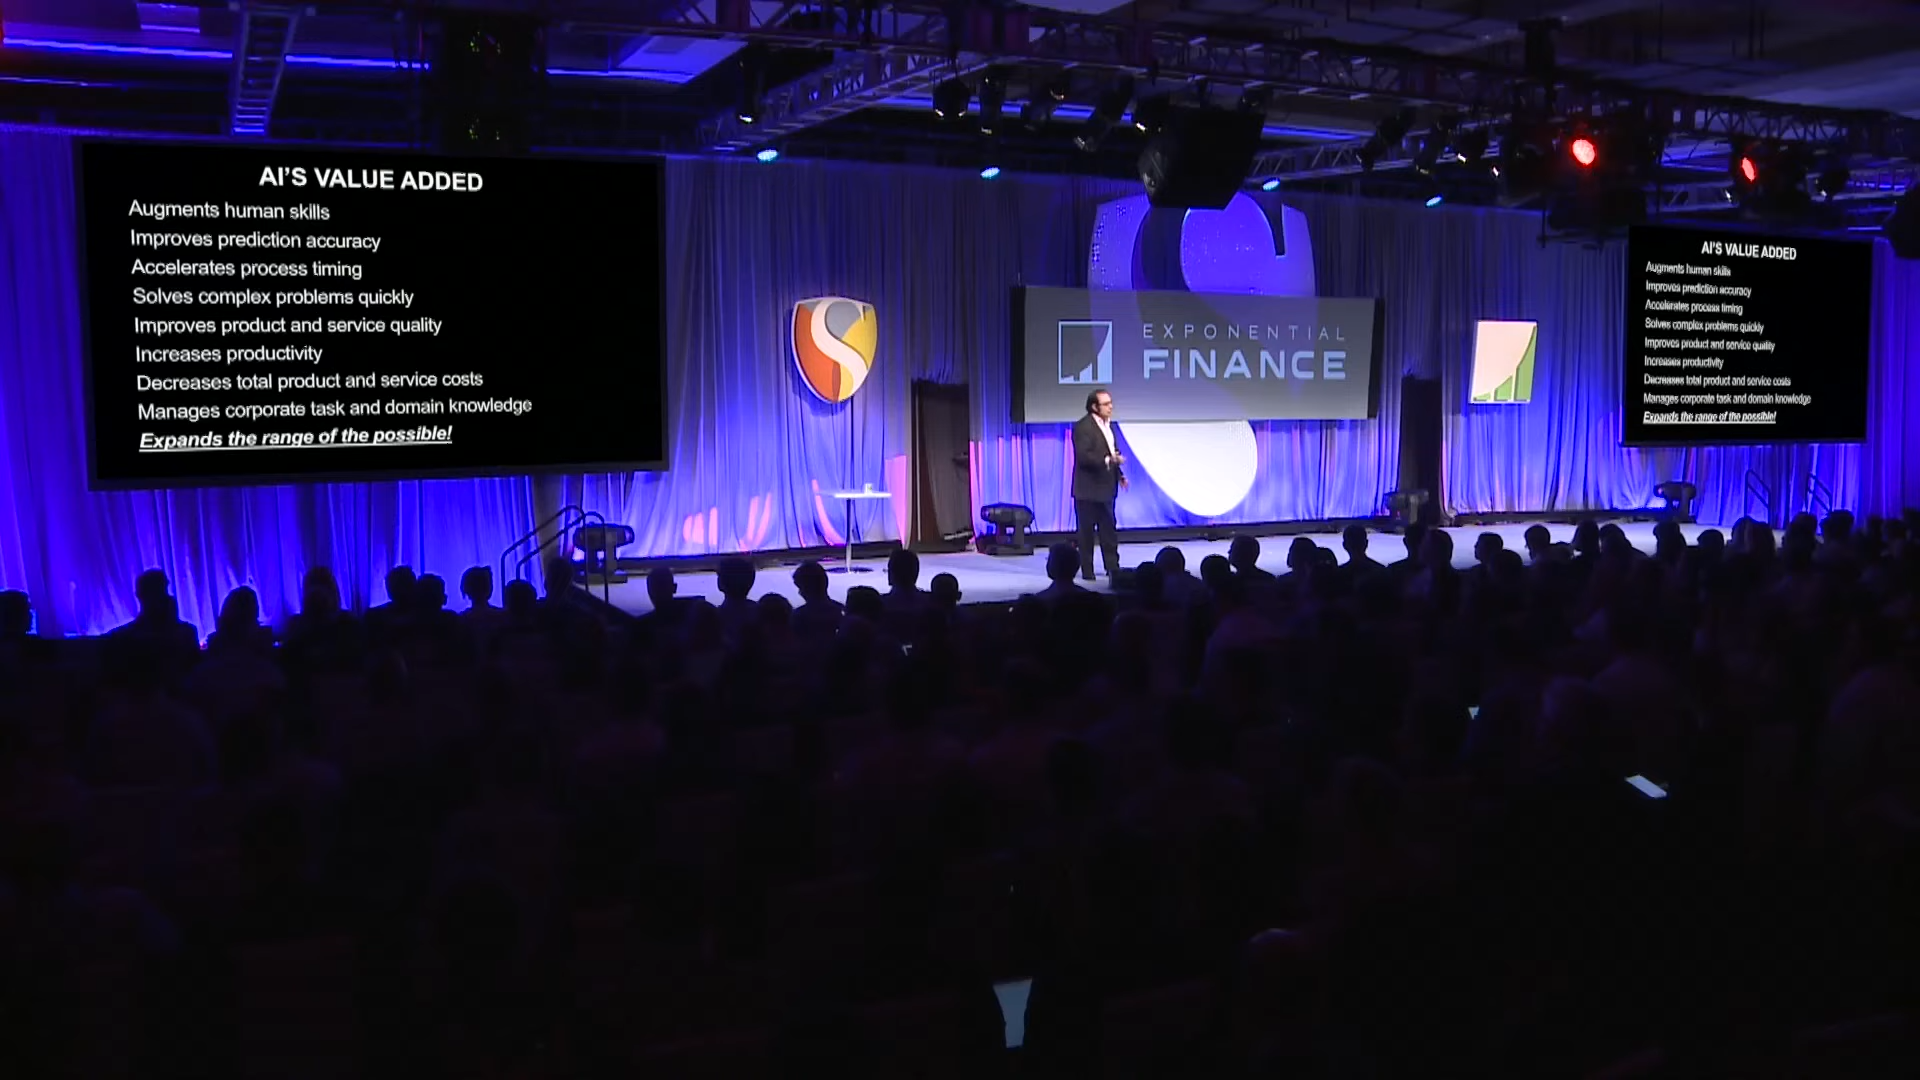 AI'S VALUE ADDED
Augments human skills
Improves prediction accuracy
Accelerates process timing
Solves complex problems quickly
Improves product and service quality
Increases productivity
Decreases total product and service costs
Manages corporate task and domain knowledge
Expands the range of the possible!
EXPONENTIAL
FINANCE
AI'S VALUE ADDED
Augments human skills
Improves prediction accuracy
Accelerates process timing
Solves complex problems quickly
Improves product and service quality
Increases productivity
Decreases total product and service costs
Manages corporate task and domain knowledge
Expands the range of the possible!